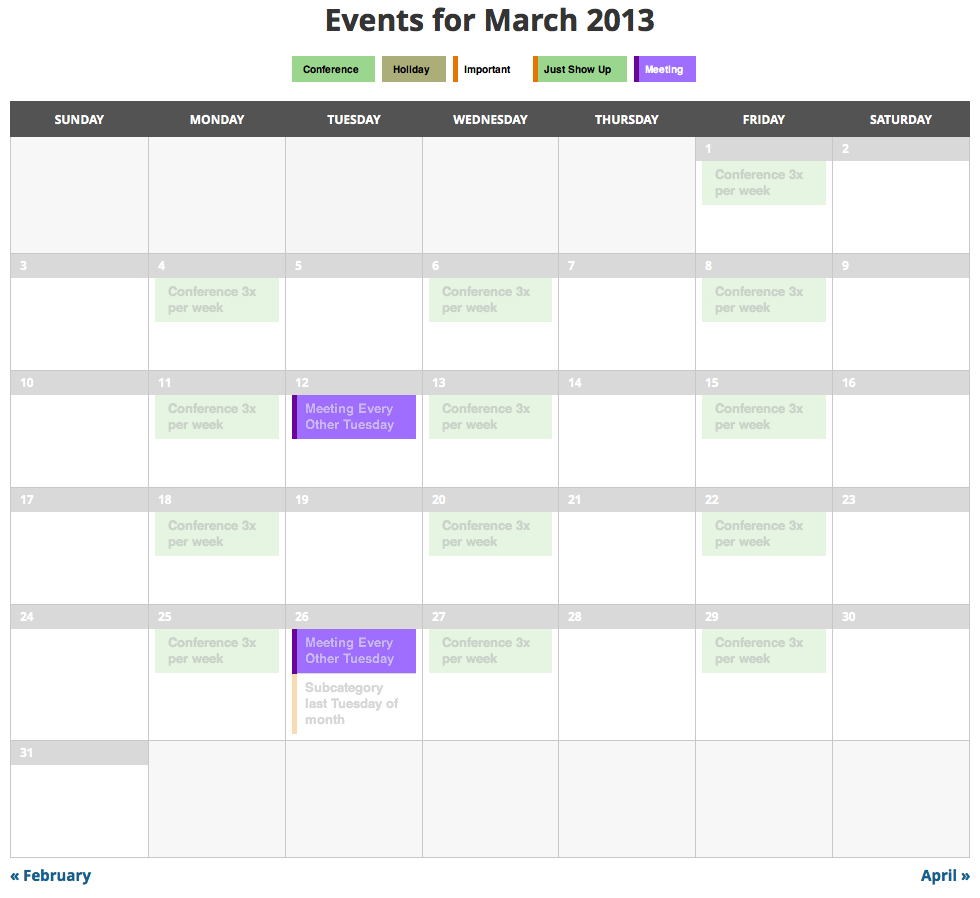 Events for March 2013
Conference Holiday Important Just Show Up Meeting
SUNDAY MONDAY TUESDAY WEDNESDAY THURSDAY FRIDAY SATURDAY
1 2
Conference 3x
per week
3 4 5 6 7 8 9
Conference 3x Conference 3x Conference 3x
per week per week per week
10 11 12 13 14 15 16
Conference 3x Meeting Every Conference 3x Conference 3x
per week Other Tuesday per week per week
17 18 19 20 21 22 23
Conference 3x Conference 3x Conference 3x
per week per week per week
24 25 26 27 28 29 30
Conference 3x Meeting Every Conference 3x Conference 3x
per week Other Tuesday per week per week
Subcategory
last Tuesday of
month
31
« February April »